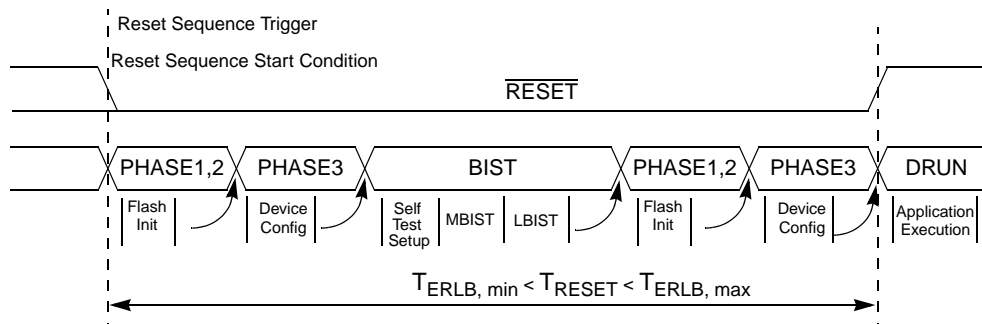 Reset Sequence Trigger
Reset Sequence Start Condition
RESET
PHASE1,2 PHASE3 BIST PHASE1,2 PHASE3 DRUN
Flash Init Device Config Self Test Setup MBIST LBIST Flash Init Device Config Application Execution
TERLB, min < TRESET < TERLB, max